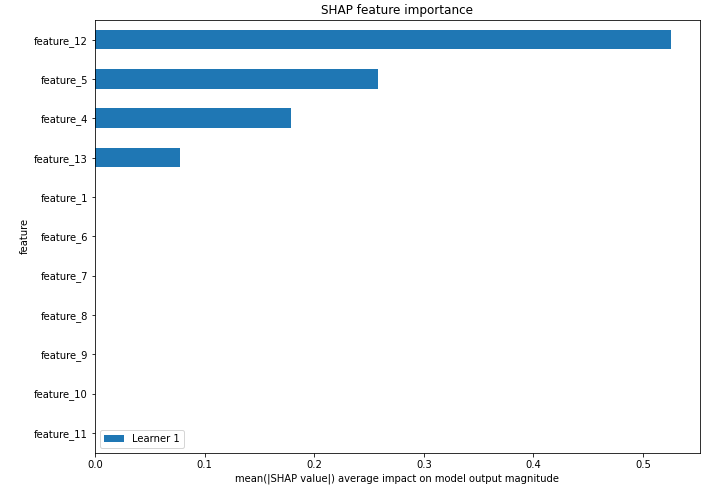 SHAP feature importance
feature_12
feature_5
feature_4
feature_13
feature_1
feature_6
feature_7
feature_8
feature_9
feature_10
feature_11
feature
Learner 1
0.0 0.1 0.2 0.3 0.4 0.5
mean(|SHAP value|) average impact on model output magnitude